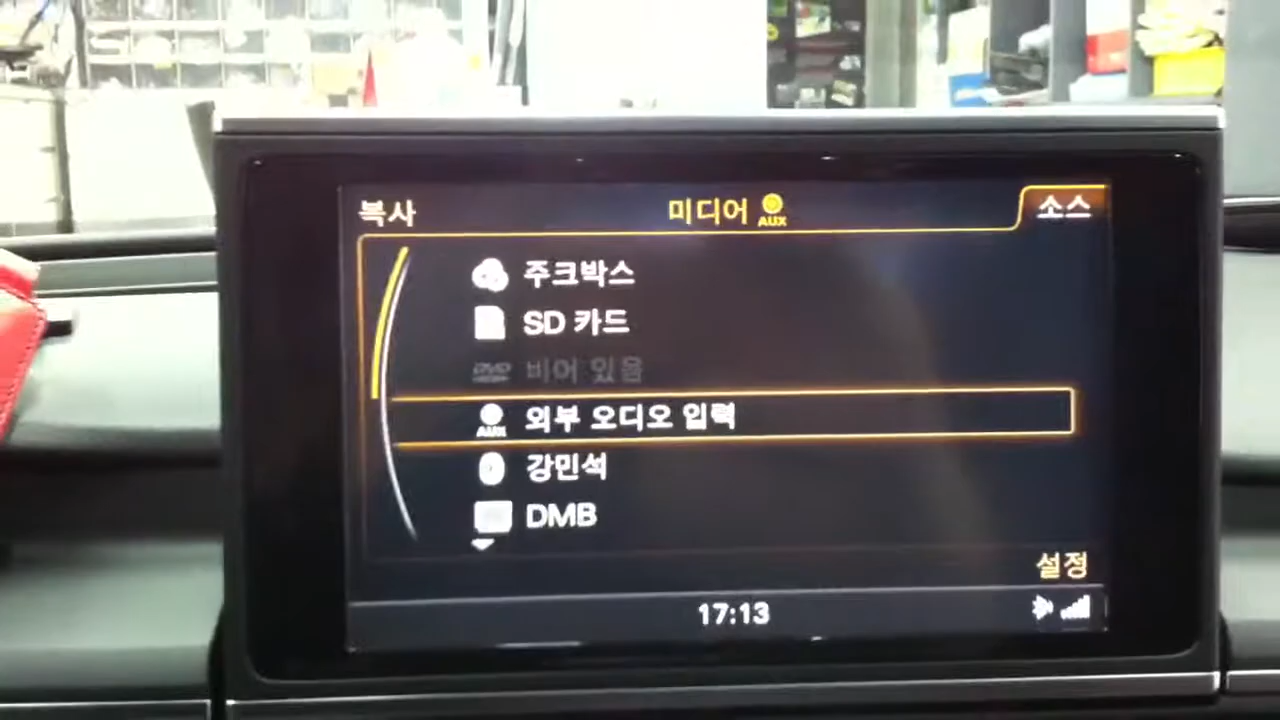 복사
미디어 AUX
소스
주크박스
SD 카드
DVD 비어 있음
AUX 외부 오디오 입력
강민석
DMB
설정
17:13